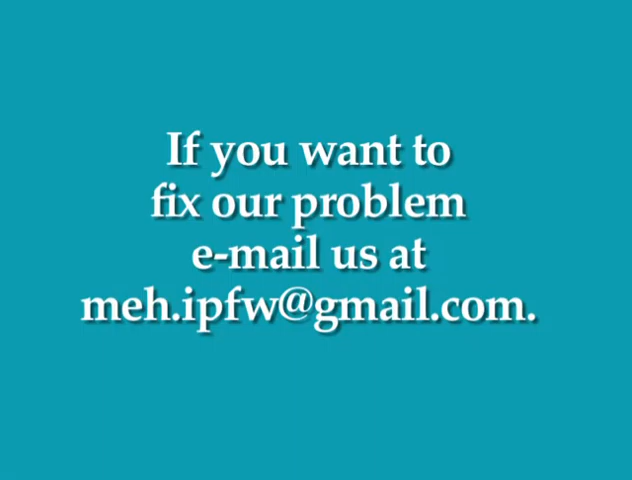 If you want to
fix our problem
e-mail us at
meh.ipfw@gmail.com.